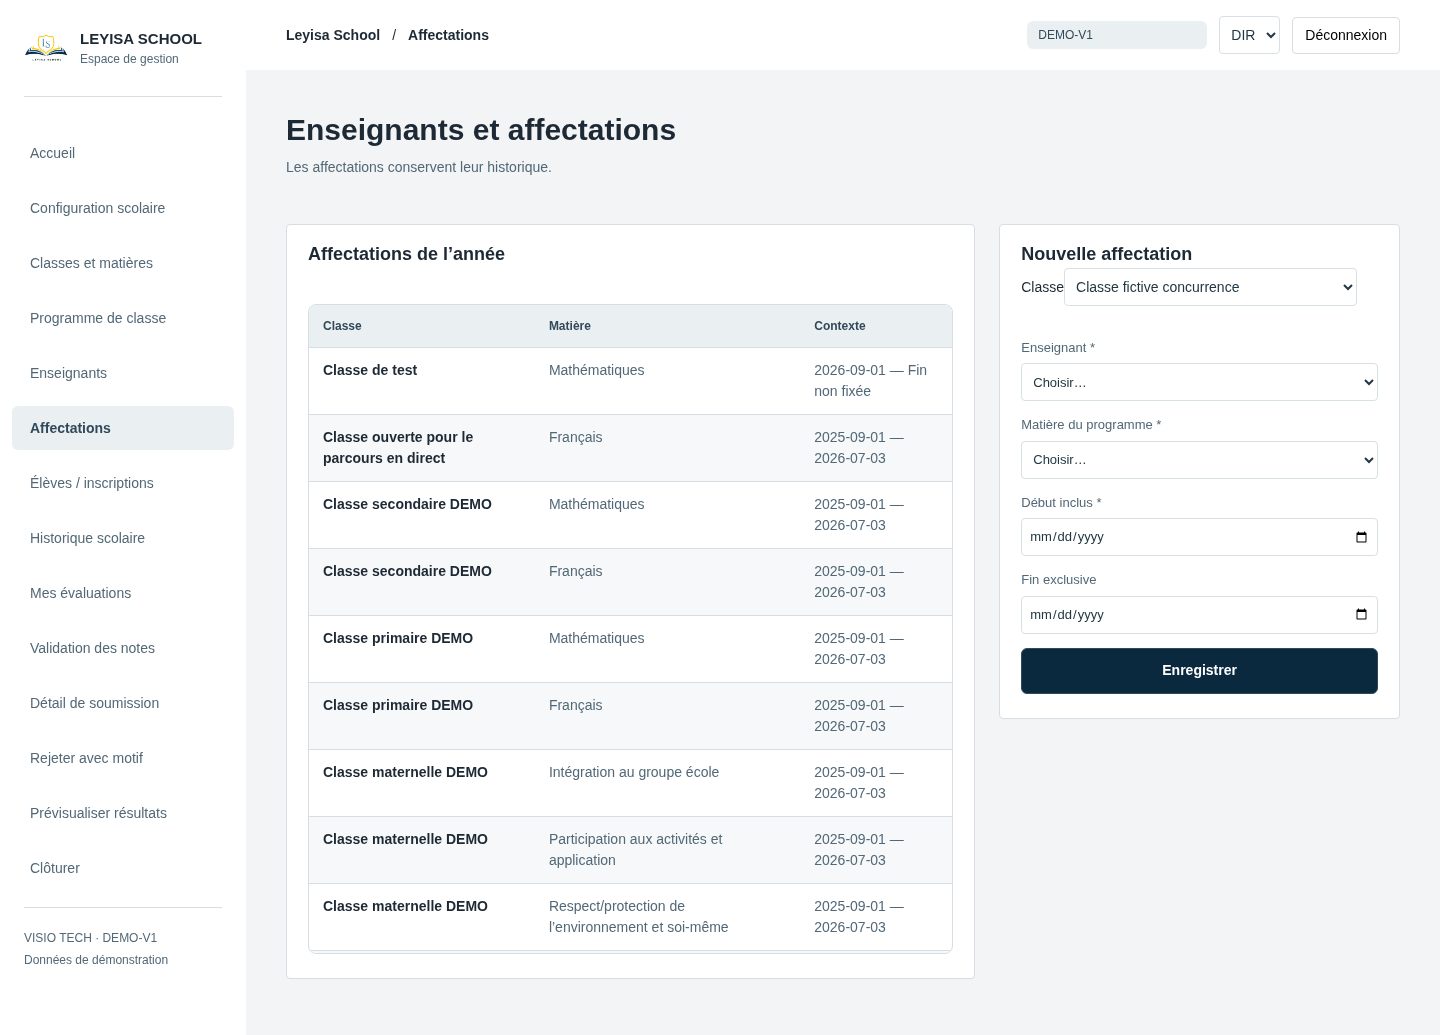 LEYISA SCHOOL
Espace de gestion
Accueil
Configuration scolaire
Classes et matières
Programme de classe
Enseignants
Affectations
Élèves / inscriptions
Historique scolaire
Mes évaluations
Validation des notes
Détail de soumission
Rejeter avec motif
Prévisualiser résultats
Clôturer
VISIO TECH · DEMO-V1
Données de démonstration
Leyisa School / Affectations
DEMO-V1
DIR
Déconnexion
Enseignants et affectations
Les affectations conservent leur historique.
Affectations de l’année
Classe Matière Contexte
Classe de test Mathématiques 2026-09-01 — Fin
non fixée
Classe ouverte pour le Français 2025-09-01 —
parcours en direct 2026-07-03
Classe secondaire DEMO Mathématiques 2025-09-01 —
2026-07-03
Classe secondaire DEMO Français 2025-09-01 —
2026-07-03
Classe primaire DEMO Mathématiques 2025-09-01 —
2026-07-03
Classe primaire DEMO Français 2025-09-01 —
2026-07-03
Classe maternelle DEMO Intégration au groupe école 2025-09-01 —
2026-07-03
Classe maternelle DEMO Participation aux activités et 2025-09-01 —
application 2026-07-03
Classe maternelle DEMO Respect/protection de 2025-09-01 —
l’environnement et soi-même 2026-07-03
Nouvelle affectation
Classe Classe fictive concurrence
Enseignant *
Choisir…
Matière du programme *
Choisir…
Début inclus *
mm/dd/yyyy
Fin exclusive
mm/dd/yyyy
Enregistrer